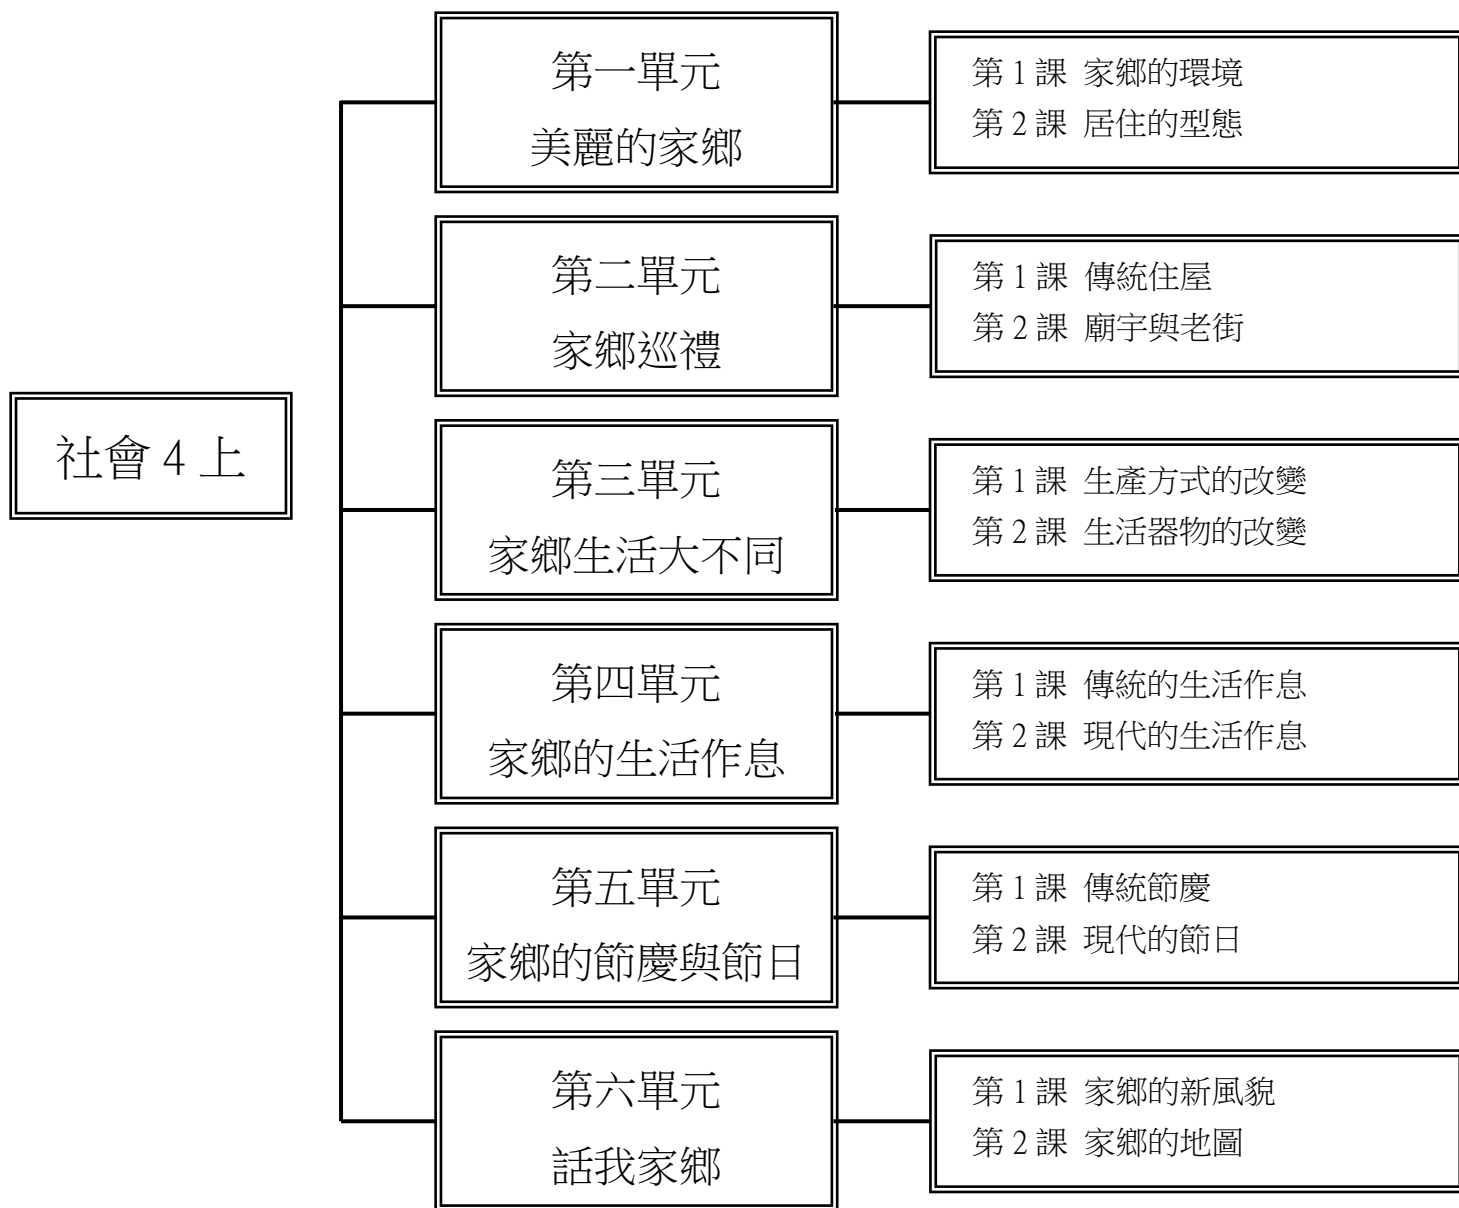 社會 4 上
第一單元
美麗的家鄉
第 1 課 家鄉的環境
第 2 課 居住的型態
第二單元
家鄉巡禮
第 1 課 傳統住屋
第 2 課 廟宇與老街
第三單元
家鄉生活大不同
第 1 課 生產方式的改變
第 2 課 生活器物的改變
第四單元
家鄉的生活作息
第 1 課 傳統的生活作息
第 2 課 現代的生活作息
第五單元
家鄉的節慶與節日
第 1 課 傳統節慶
第 2 課 現代的節日
第六單元
話我家鄉
第 1 課 家鄉的新風貌
第 2 課 家鄉的地圖